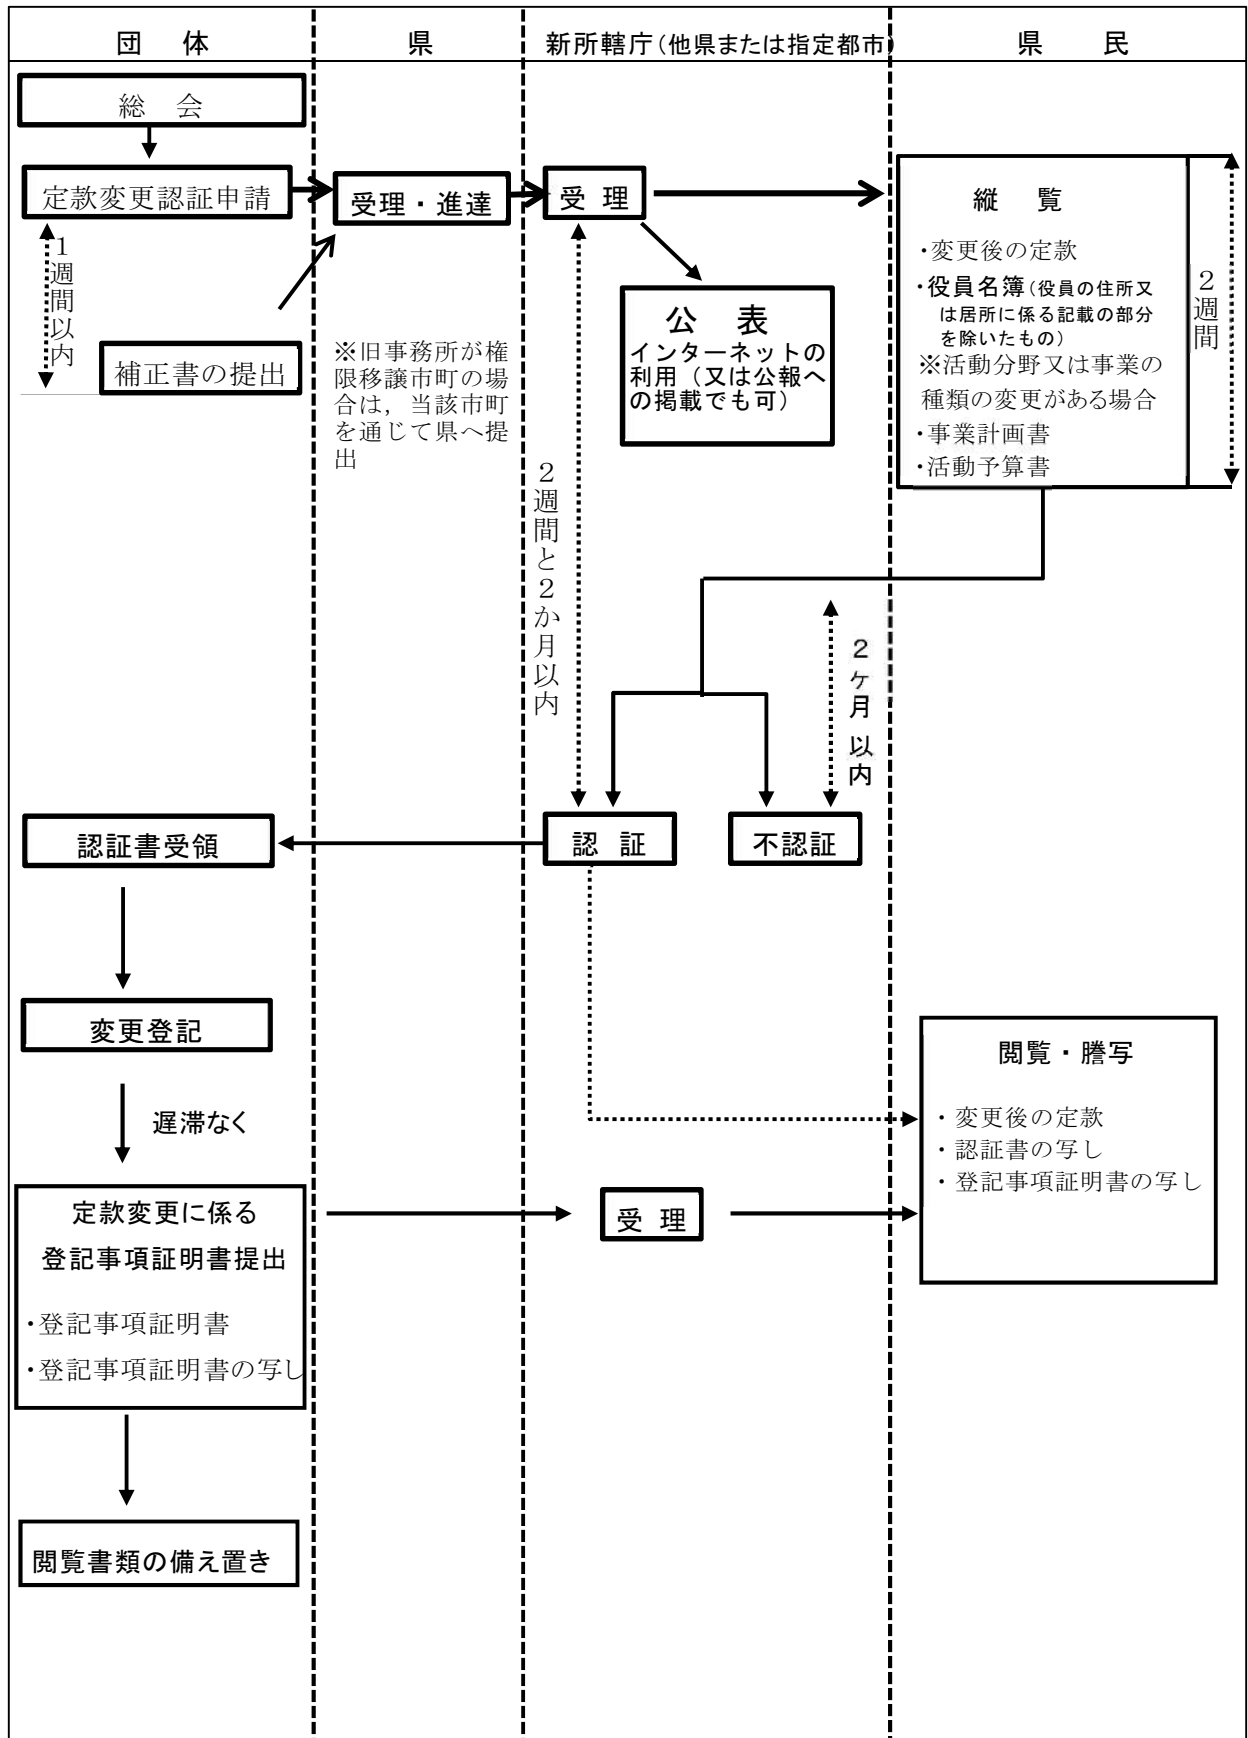 団　体
県
新所轄庁（他県または指定都市）
県　民
総　会
定款変更認証申請
受理・進達
受 理
縦　覧
・変更後の定款
・役員名簿（役員の住所又
は居所に係る記載の部分
を除いたもの）
※活動分野又は事業の
種類の変更がある場合
・事業計画書
・活動予算書
2週間
1週間以内
補正書の提出
※旧事務所が権
限移譲市町の場
合は，当該市町
を通じて県へ提
出
公　表
インターネットの
利用（又は公報へ
の掲載でも可）
2週間と2か月以内
2ケ月以内
認証書受領
認 証
不認証
変更登記
遅滞なく
閲覧・謄写
・変更後の定款
・認証書の写し
・登記事項証明書の写し
定款変更に係る
登記事項証明書提出
・登記事項証明書
・登記事項証明書の写し
受 理
閲覧書類の備え置き